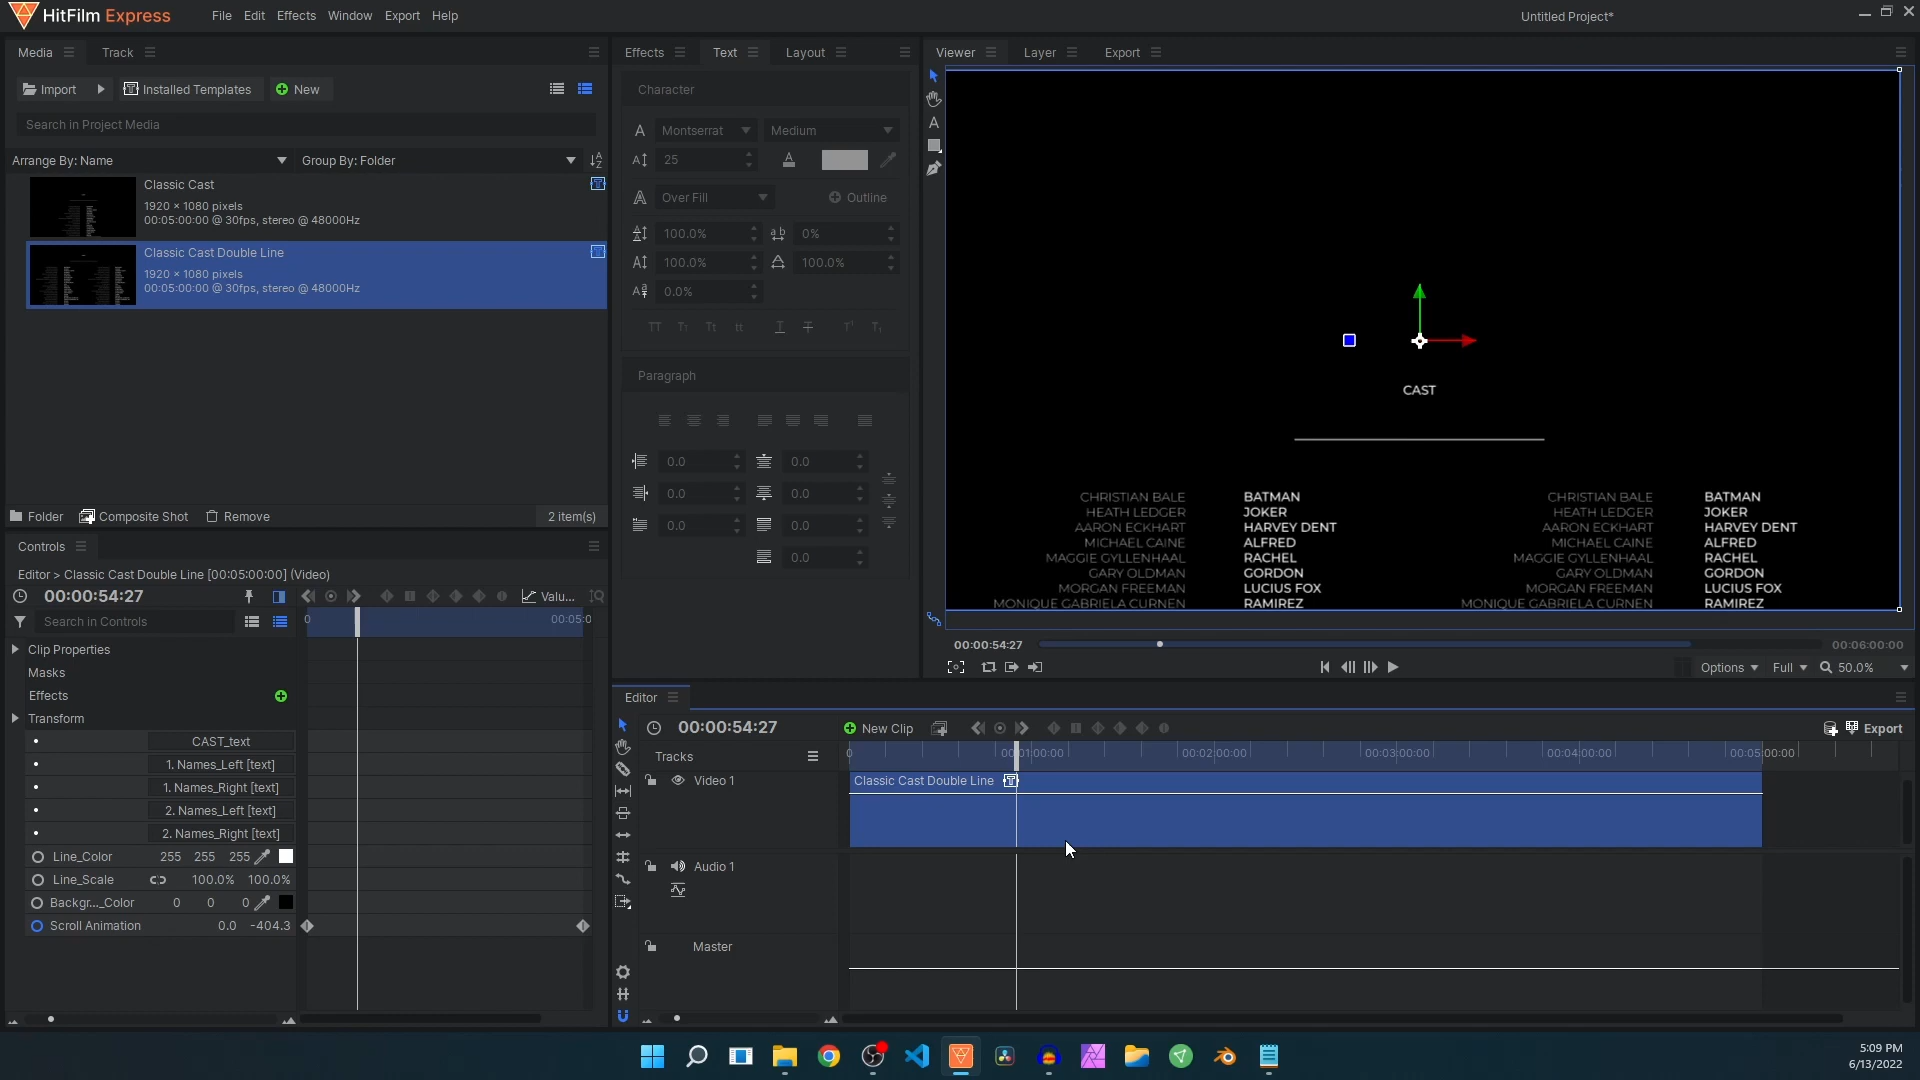 HitFilm Express
File Edit Effects Window Export Help
Untitled Project*
Media
Track
Import
Installed Templates
New
Search in Project Media
Arrange By: Name
Group By: Folder
Classic Cast
1920 × 1080 pixels
00:05:00:00 @ 30fps, stereo @ 48000Hz
Classic Cast Double Line
1920 × 1080 pixels
00:05:00:00 @ 30fps, stereo @ 48000Hz
Folder
Composite Shot
Remove
2 item(s)
Effects
Text
Layout
Character
Montserrat
Medium
25
Over Fill
Outline
100.0%
0%
100.0%
100.0%
0.0%
Paragraph
0.0
0.0
0.0
0.0
0.0
0.0
0.0
Viewer
Layer
Export
CAST
CHRISTIAN BALE BATMAN CHRISTIAN BALE BATMAN
HEATH LEDGER JOKER HEATH LEDGER JOKER
AARON ECKHART HARVEY DENT AARON ECKHART HARVEY DENT
MICHAEL CAINE ALFRED MICHAEL CAINE ALFRED
MAGGIE GYLLENHAAL RACHEL MAGGIE GYLLENHAAL RACHEL
GARY OLDMAN GORDON GARY OLDMAN GORDON
MORGAN FREEMAN LUCIUS FOX MORGAN FREEMAN LUCIUS FOX
MONIQUE GABRIELA CURNEN RAMIREZ MONIQUE GABRIELA CURNEN RAMIREZ
00:00:54:27
00:06:00:00
Options
Full
50.0%
Controls
Editor > Classic Cast Double Line [00:05:00:00] (Video)
00:00:54:27
Valu...
Search in Controls
0
00:05:0
Clip Properties
Masks
Effects
Transform
CAST_text
1. Names_Left [text]
1. Names_Right [text]
2. Names_Left [text]
2. Names_Right [text]
Line_Color 255 255 255
Line_Scale 100.0% 100.0%
Backgr..._Color 0 0 0
Scroll Animation 0.0 -404.3
Editor
00:00:54:27
New Clip
Export
Tracks
0
00:02:00:00
00:03:00:00
00:04:00:00
00:05:00:00
Video 1
Classic Cast Double Line
Audio 1
Master
5:09 PM
6/13/2022